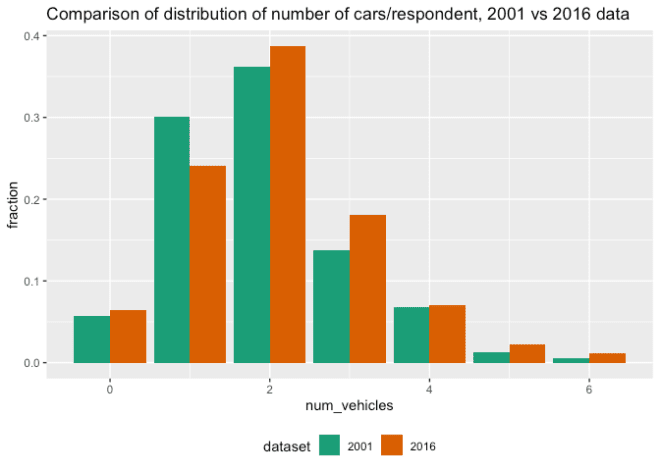 Comparison of distribution of number of cars/respondent, 2001 vs 2016 data
0.4
0.3
0.2
0.1
0.0
fraction
0 2 4 6
num_vehicles
dataset 2001 2016